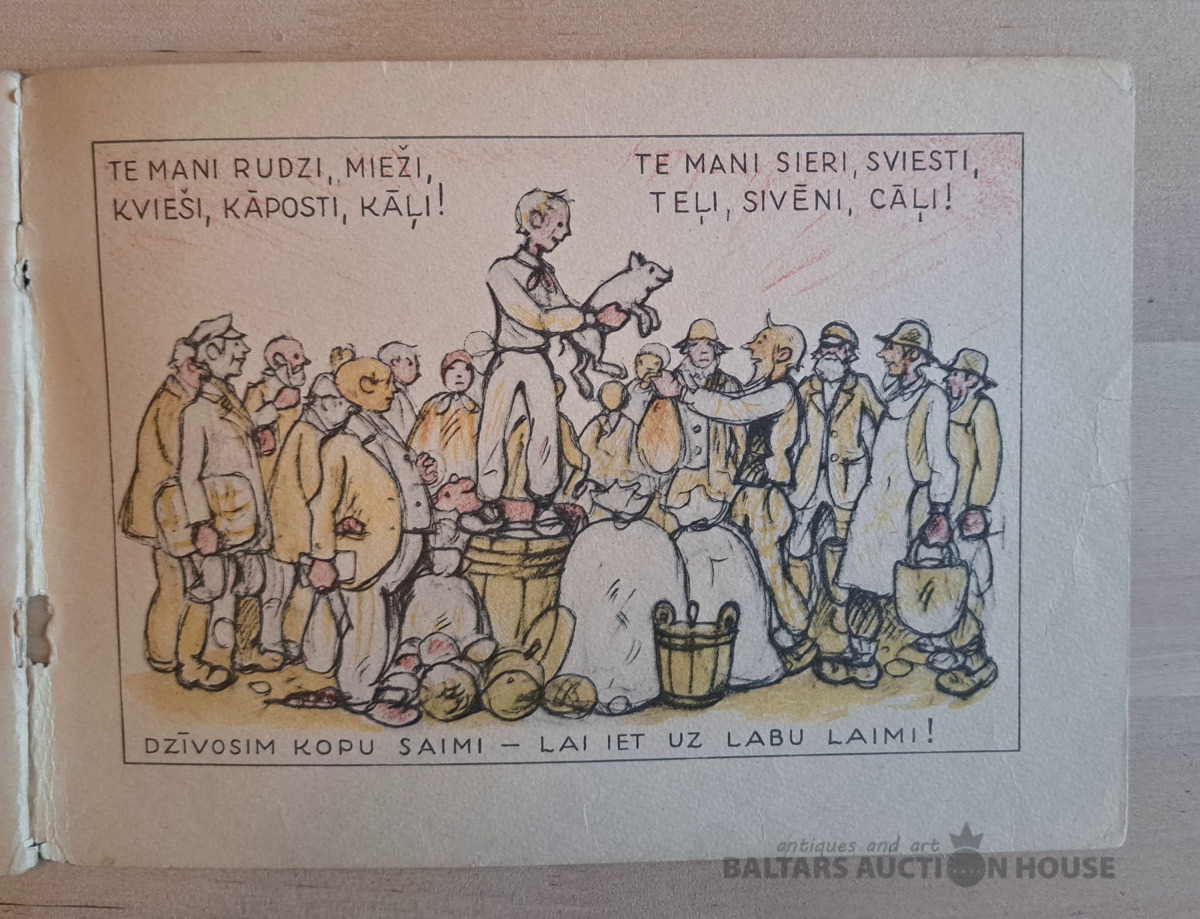 TE MANI RUDZI, MIEŽI,
KVIEŠI, KĀPOSTI, KĀĻI!
TE MANI SIERI, SVIESTI,
TEĻI, SIVĒNI, CĀĻI!
DZĪVOSIM KOPU SAIMI – LAI IET UZ LABU LAIMI!
antiques and art
BALTARS AUCTION HOUSE